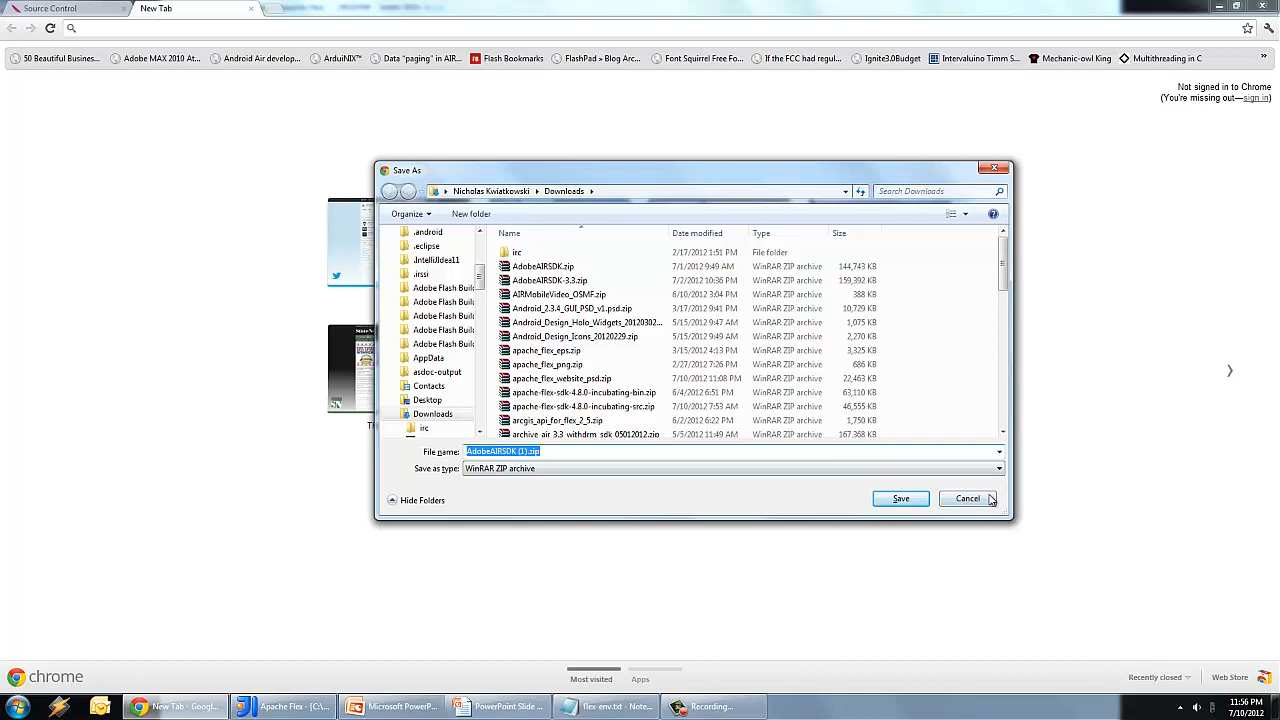 Source Control
New Tab
50 Beautiful Busines...
Adobe MAX 2010 At...
Android Air develop...
ArduiNIX™
Data "paging" in AIR...
Flash Bookmarks
FlashPad » Blog Arc...
Font Squirrel Free Fo...
If the FCC had regul...
Ignite3.0Budget
Intervaluino Timm S...
Mechanic-owl King
Multithreading in C
»
Not signed in to Chrome
(You're missing out—sign in)
Save As
Nicholas Kwiatkowski
Downloads
Search Downloads
Organize
New folder
Name
Date modified
Type
Size
.android
.eclipse
.IntelliJIdea11
.irssi
Adobe Flash Build
Adobe Flash Build
Adobe Flash Build
Adobe Flash Build
Adobe Flash Build
AppData
asdoc-output
Contacts
Desktop
Downloads
irc
irc 2/17/2012 1:51 PM File folder
AdobeAIRSDK.zip 7/1/2012 9:49 AM WinRAR ZIP archive 144,743 KB
AdobeAIRSDK-3.3.zip 7/2/2012 10:36 PM WinRAR ZIP archive 159,392 KB
AIRMobileVideo_OSMF.zip 6/10/2012 3:04 PM WinRAR ZIP archive 388 KB
Android_2.3.4_GUI_PSD_v1.psd.zip 3/17/2012 9:41 PM WinRAR ZIP archive 10,729 KB
Android_Design_Holo_Widgets_20120302... 5/15/2012 9:47 AM WinRAR ZIP archive 1,075 KB
Android_Design_Icons_20120229.zip 5/15/2012 9:49 AM WinRAR ZIP archive 2,270 KB
apache_flex_eps.zip 3/15/2012 4:13 PM WinRAR ZIP archive 3,325 KB
apache_flex_png.zip 2/27/2012 7:26 PM WinRAR ZIP archive 686 KB
apache_flex_website_psd.zip 7/10/2012 11:08 PM WinRAR ZIP archive 22,463 KB
apache-flex-sdk-4.8.0-incubating-bin.zip 6/4/2012 6:51 PM WinRAR ZIP archive 63,110 KB
apache-flex-sdk-4.8.0-incubating-src.zip 7/10/2012 7:53 AM WinRAR ZIP archive 46,555 KB
arcgis_api_for_flex_2_5.zip 6/2/2012 6:22 PM WinRAR ZIP archive 1,750 KB
archive_air_3.3_withdrm_sdk_05012012.zip 5/5/2012 11:49 AM WinRAR ZIP archive 167,368 KB
File name: AdobeAIRSDK (1).zip
Save as type: WinRAR ZIP archive
Hide Folders
Save
Cancel
chrome
Most visited
Apps
Recently closed
Web Store
New Tab - Googl...
Apache Flex - [C:\...
Microsoft PowerP...
PowerPoint Slide ...
flex-env.txt - Note...
Recording...
11:56 PM
7/10/2012